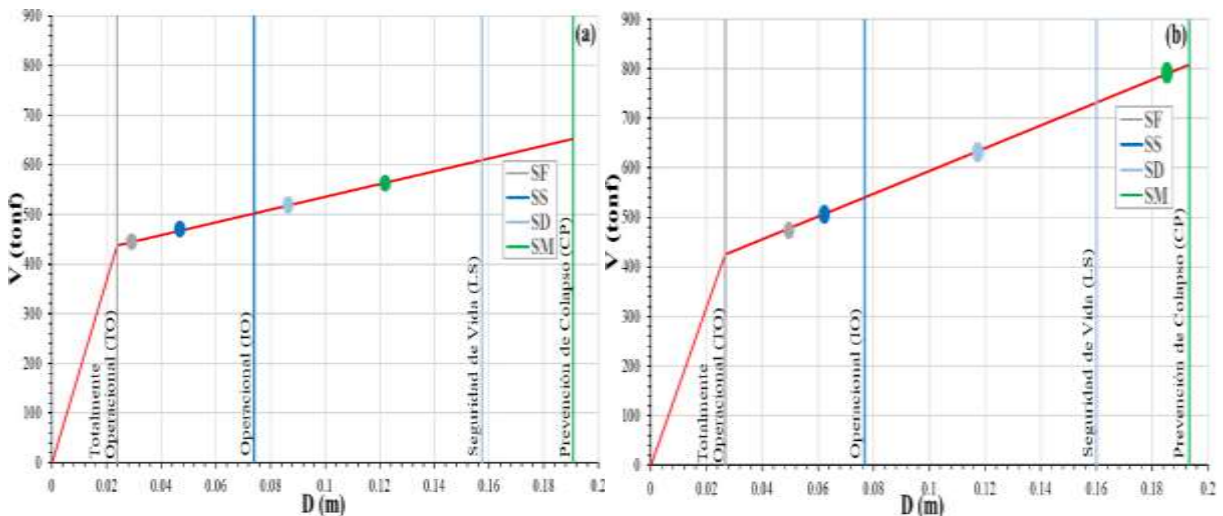 (a)
V (tonf)
900
800
700
600
500
400
300
200
100
0
0
0.02
0.04
0.06
0.08
0.1
0.12
0.14
0.16
0.18
0.2
D (m)
Totalmente
Operacional (TO)
Operacional (IO)
Seguridad de Vida (LS)
Prevención de Colapso (CP)
SF
SS
SD
SM
(b)
V (tonf)
900
800
700
600
500
400
300
200
100
0
0
0.02
0.04
0.06
0.08
0.1
0.12
0.14
0.16
0.18
0.2
D (m)
Totalmente
Operacional (TO)
Operacional (IO)
Seguridad de Vida (LS)
Prevención de Colapso (CP)
SF
SS
SD
SM